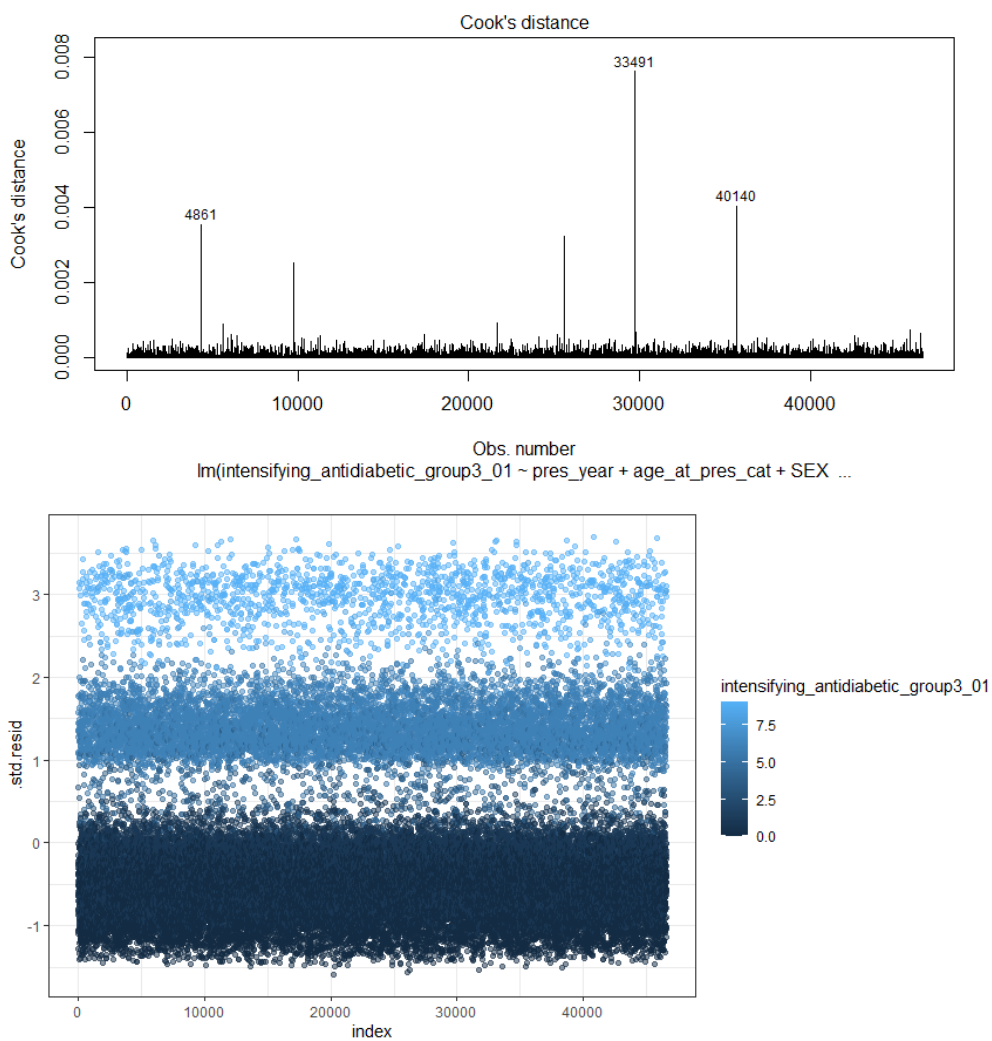 Cook's distance
Cook's distance
0.008
0.006
0.004
0.002
0.000
33491
40140
4861
0 10000 20000 30000 40000
Obs. number
lm(intensifying_antidiabetic_group3_01 ~ pres_year + age_at_pres_cat + SEX ...
.std.resid
3
2
1
0
-1
0 10000 20000 30000 40000
index
intensifying_antidiabetic_group3_01
7.5
5.0
2.5
0.0